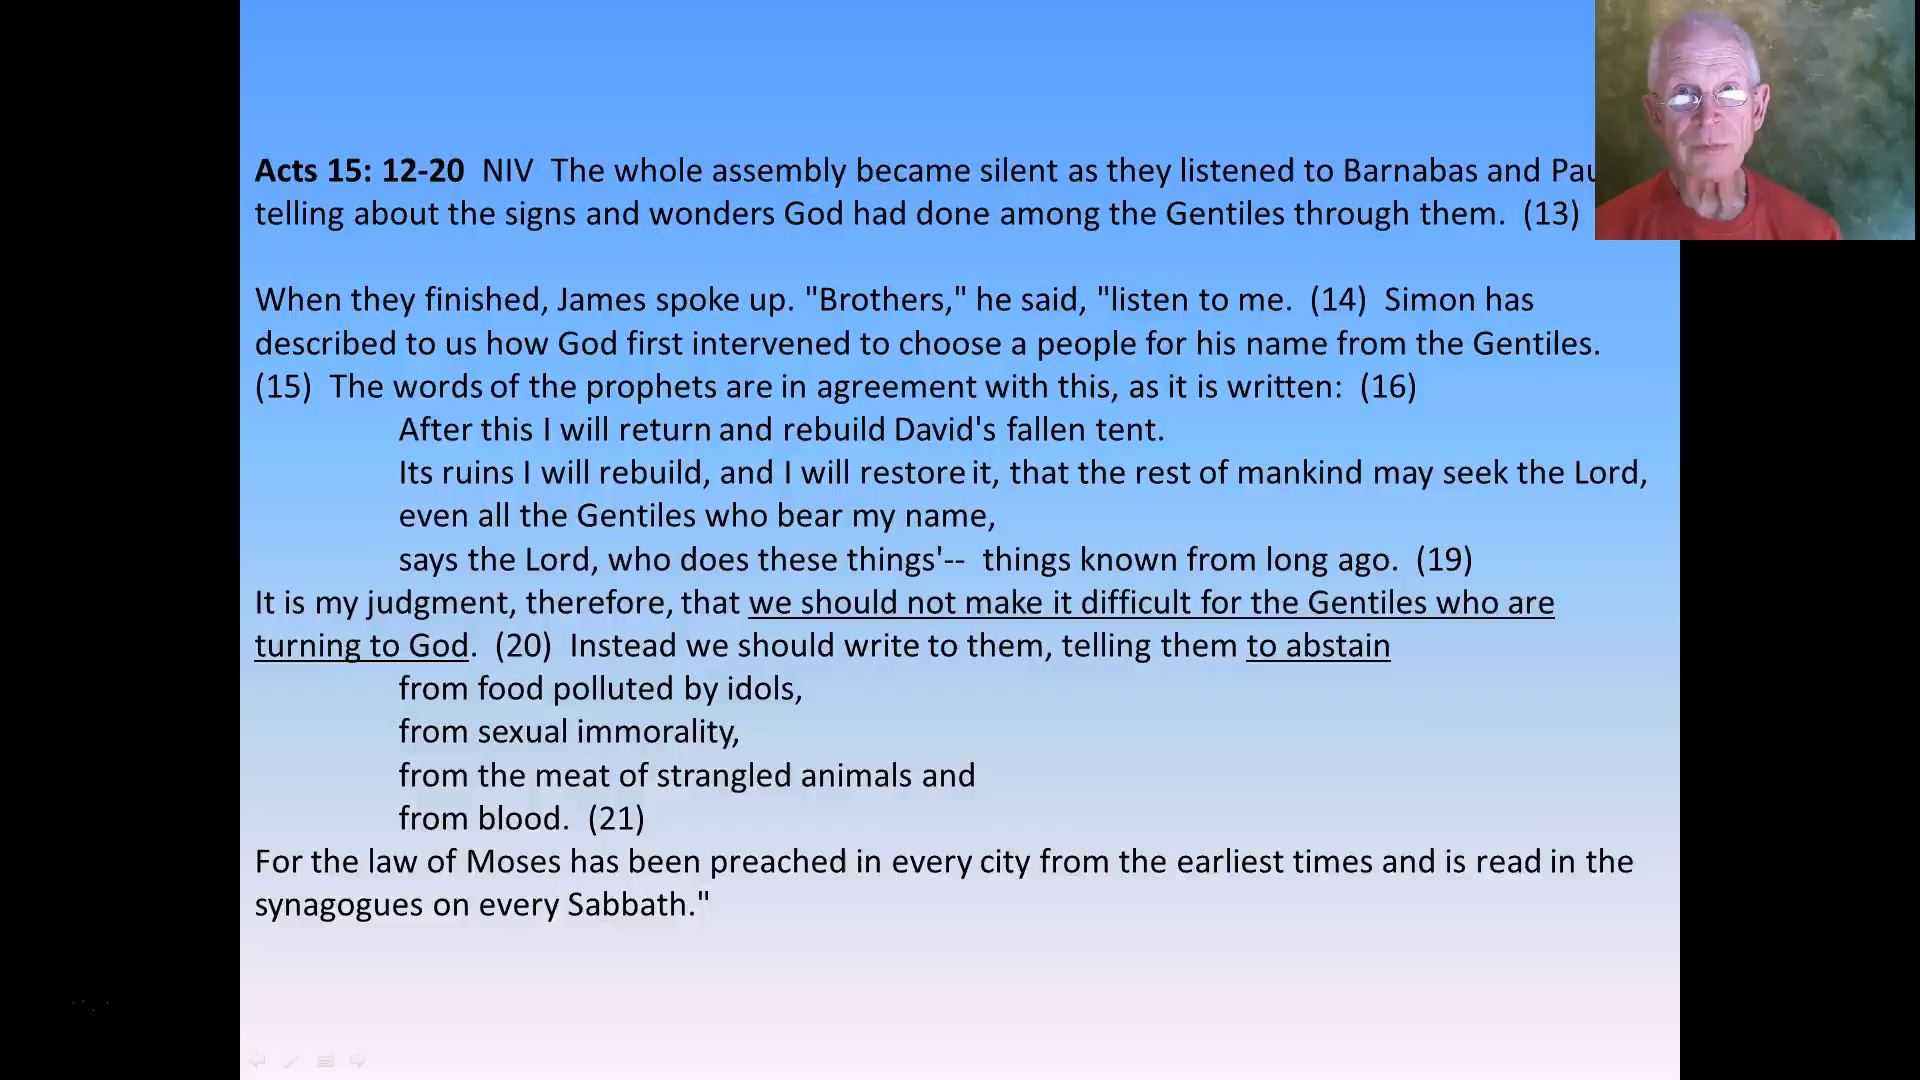 Acts 15: 12-20 NIV The whole assembly became silent as they listened to Barnabas and
telling about the signs and wonders God had done among the Gentiles through them. (13)
When they finished, James spoke up. "Brothers," he said, "listen to me. (14) Simon has
described to us how God first intervened to choose a people for his name from the Gentiles.
(15) The words of the prophets are in agreement with this, as it is written: (16)
After this I will return and rebuild David's fallen tent.
Its ruins I will rebuild, and I will restore it, that the rest of mankind may seek the Lord,
even all the Gentiles who bear my name,
says the Lord, who does these things'-- things known from long ago. (19)
It is my judgment, therefore, that we should not make it difficult for the Gentiles who are
turning to God. (20) Instead we should write to them, telling them to abstain
from food polluted by idols,
from sexual immorality,
from the meat of strangled animals and
from blood. (21)
For the law of Moses has been preached in every city from the earliest times and is read in the
synagogues on every Sabbath."